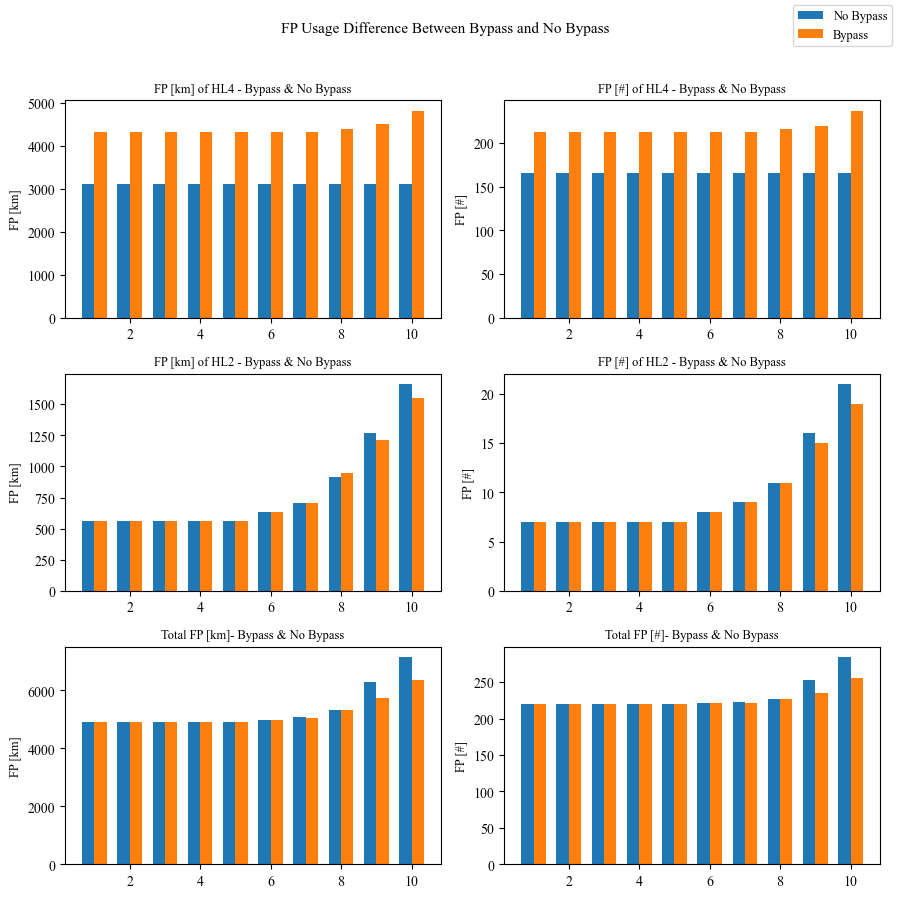 FP Usage Difference Between Bypass and No Bypass
No Bypass
Bypass
FP [km] of HL4 - Bypass & No Bypass
FP [km]
5000
4000
3000
2000
1000
0
2 4 6 8 10
FP [#] of HL4 - Bypass & No Bypass
FP [#]
200
150
100
50
0
2 4 6 8 10
FP [km] of HL2 - Bypass & No Bypass
FP [km]
1500
1250
1000
750
500
250
0
2 4 6 8 10
FP [#] of HL2 - Bypass & No Bypass
FP [#]
20
15
10
5
0
2 4 6 8 10
Total FP [km]- Bypass & No Bypass
FP [km]
6000
4000
2000
0
2 4 6 8 10
Total FP [#]- Bypass & No Bypass
FP [#]
250
200
150
100
50
0
2 4 6 8 10